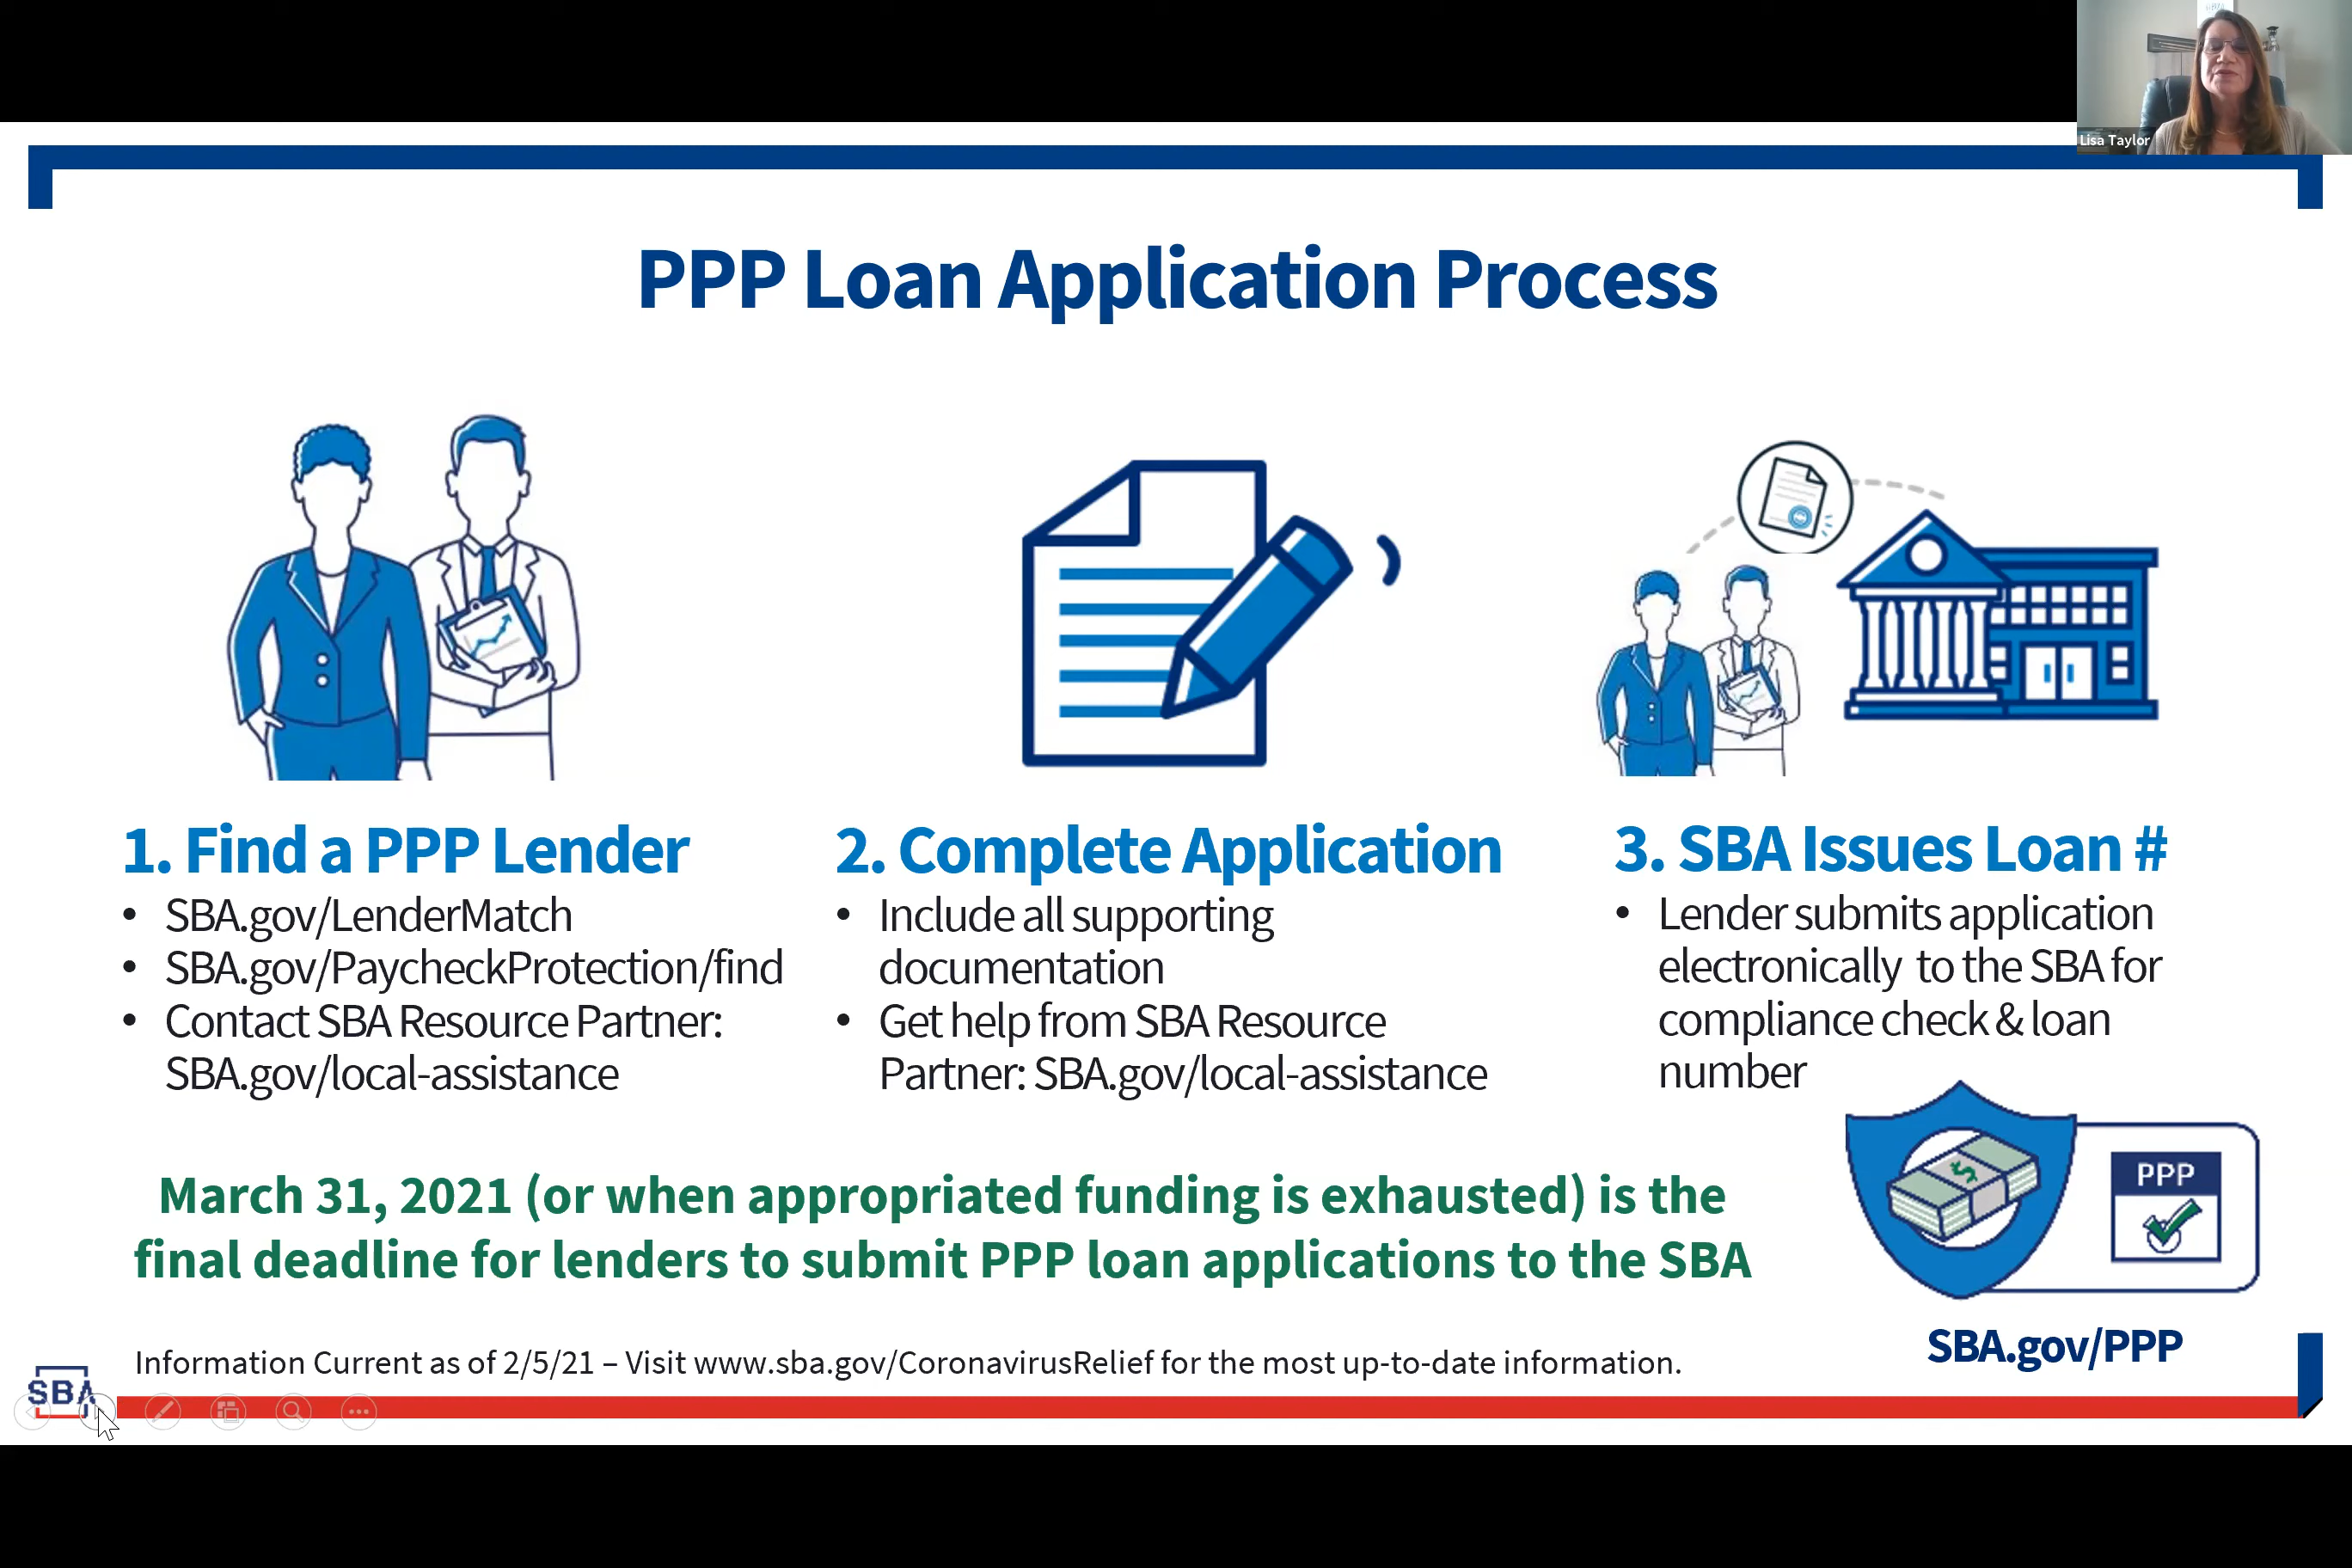 Lisa Taylor
PPP Loan Application Process
1. Find a PPP Lender
• SBA.gov/LenderMatch
• SBA.gov/PaycheckProtection/find
• Contact SBA Resource Partner:
SBA.gov/local-assistance
2. Complete Application
• Include all supporting
documentation
• Get help from SBA Resource
Partner: SBA.gov/local-assistance
3. SBA Issues Loan #
• Lender submits application
electronically to the SBA for
compliance check & loan
number
March 31, 2021 (or when appropriated funding is exhausted) is the
final deadline for lenders to submit PPP loan applications to the SBA
PPP
SBA.gov/PPP
Information Current as of 2/5/21 – Visit www.sba.gov/CoronavirusRelief for the most up-to-date information.
SBA